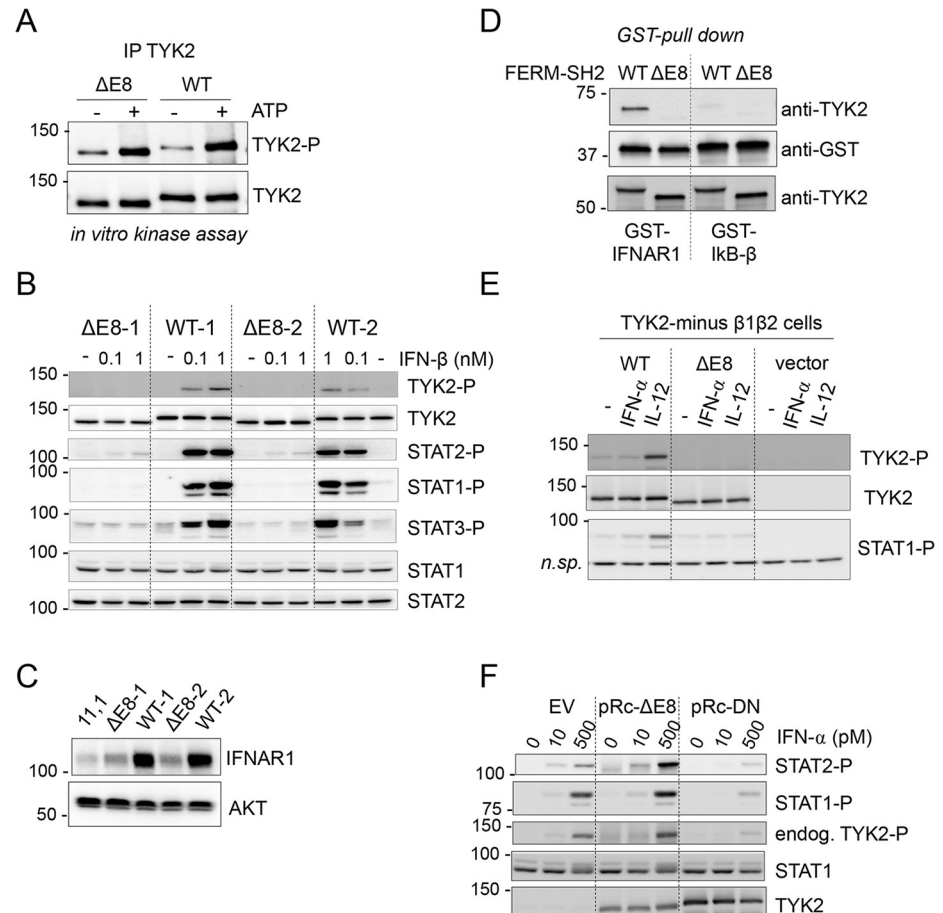 A
IP TYK2
ΔE8 WT
- + - + ATP
150 TYK2-P
150 TYK2
in vitro kinase assay
B
ΔE8-1 WT-1 ΔE8-2 WT-2
- 0.1 1 - 0.1 1 - 0.1 1 1 0.1 - IFN-β (nM)
150 TYK2-P
150 TYK2
100 STAT2-P
100 STAT1-P
100 STAT3-P
100 STAT1
100 STAT2
C
11,1 ΔE8-1 WT-1 ΔE8-2 WT-2
100 IFNAR1
50 AKT
D
GST-pull down
FERM-SH2 WT ΔE8 WT ΔE8
75 anti-TYK2
37 anti-GST
50 anti-TYK2
GST- GST-
IFNAR1 IkB-β
E
TYK2-minus β1β2 cells
WT ΔE8 vector
- IFN-α IL-12 - IFN-α IL-12 - IFN-α IL-12
150 TYK2-P
150 TYK2
100 STAT1-P
n.sp.
F
EV pRc-ΔE8 pRc-DN
0 10 500 0 10 500 0 10 500 IFN-α (pM)
100 STAT2-P
75 STAT1-P
150 endog. TYK2-P
100 STAT1
150 TYK2